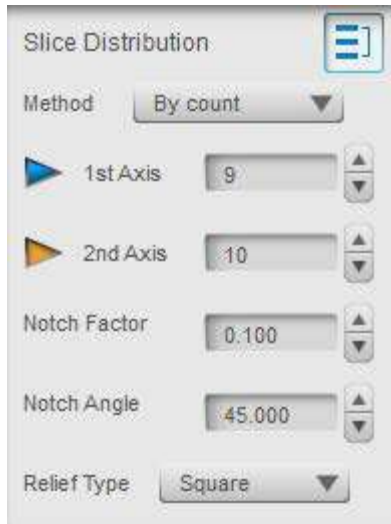 Slice Distribution
Method By count
1st Axis 9
2nd Axis 10
Notch Factor 0.100
Notch Angle 45.000
Relief Type Square